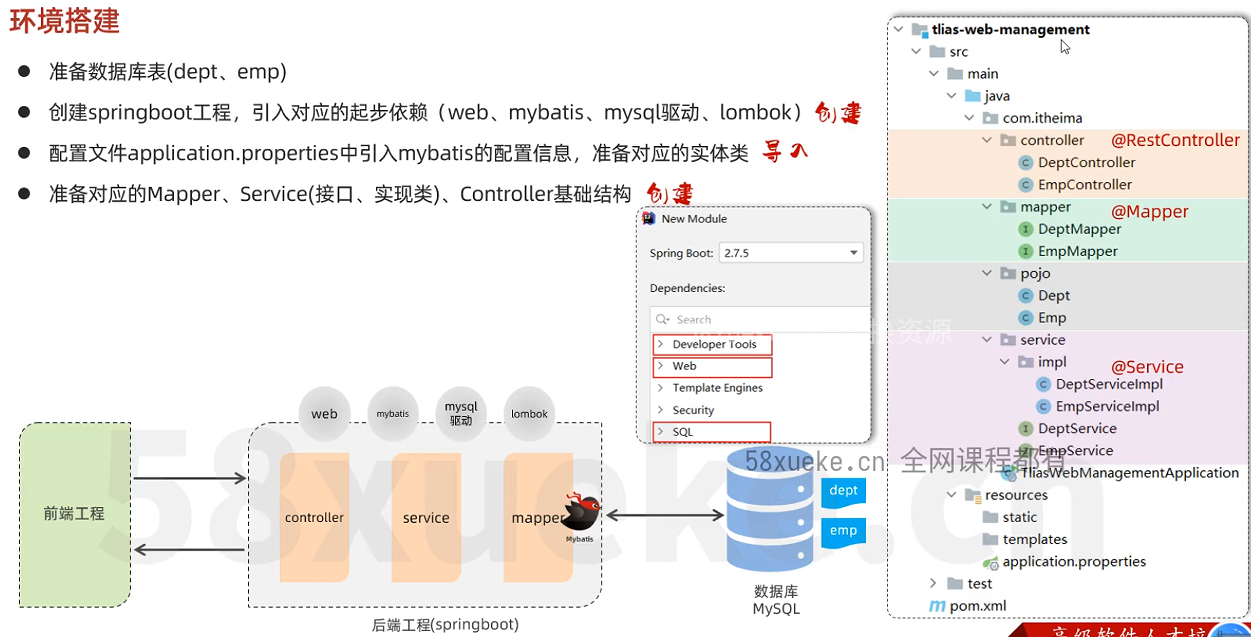 环境搭建
● 准备数据库表(dept、emp)
● 创建springboot工程，引入对应的起步依赖（web、mybatis、mysql驱动、lombok）创建
● 配置文件application.properties中引入mybatis的配置信息，准备对应的实体类 导入
● 准备对应的Mapper、Service(接口、实现类)、Controller基础结构 创建
New Module
Spring Boot: 2.7.5
Dependencies:
Search
Developer Tools
Web
Template Engines
Security
SQL
web
mybatis
mysql
驱动
lombok
前端工程
controller
service
mapper
Mybatis
dept
emp
数据库
MySQL
后端工程(springboot)
tlias-web-management
src
main
java
com.itheima
controller @RestController
DeptController
EmpController
mapper @Mapper
DeptMapper
EmpMapper
pojo
Dept
Emp
service
impl @Service
DeptServiceImpl
EmpServiceImpl
DeptService
EmpService
TliasWebManagementApplication
resources
static
templates
application.properties
test
pom.xml
58xueke.cn 全网课程都有
58xueke.cn
资源
高级软件人才培